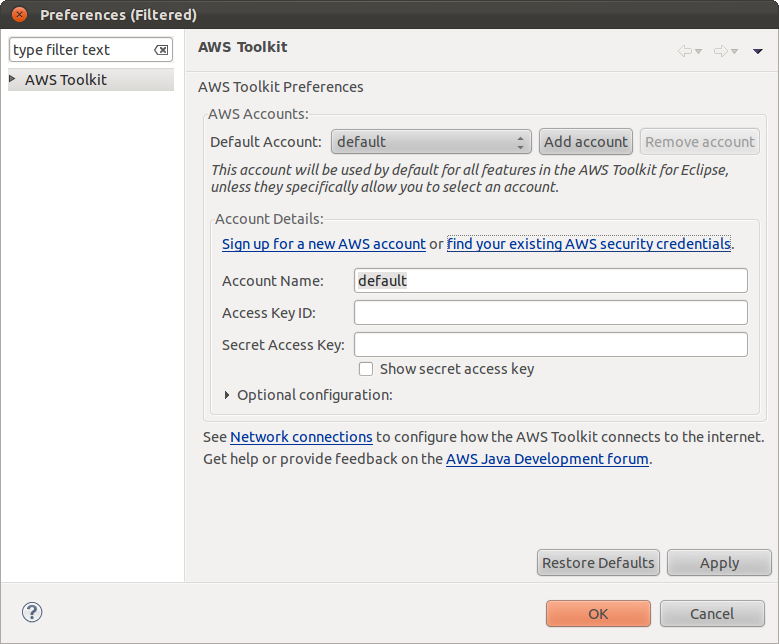 Preferences (Filtered)
type filter text
AWS Toolkit
AWS Toolkit
AWS Toolkit Preferences
AWS Accounts:
Default Account: default Add account Remove account
This account will be used by default for all features in the AWS Toolkit for Eclipse,
unless they specifically allow you to select an account.
Account Details:
Sign up for a new AWS account or find your existing AWS security credentials.
Account Name: default
Access Key ID:
Secret Access Key:
Show secret access key
Optional configuration:
See Network connections to configure how the AWS Toolkit connects to the internet.
Get help or provide feedback on the AWS Java Development forum.
Restore Defaults Apply
? OK Cancel